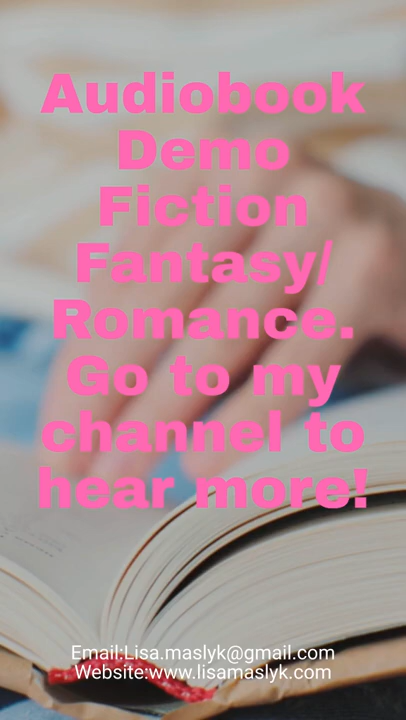 Audiobook
Demo
Fiction
Fantasy/
Romance.
Go to my
channel to
hear more!
Email:Lisa.maslyk@gmail.com
Website:www.lisamaslyk.com